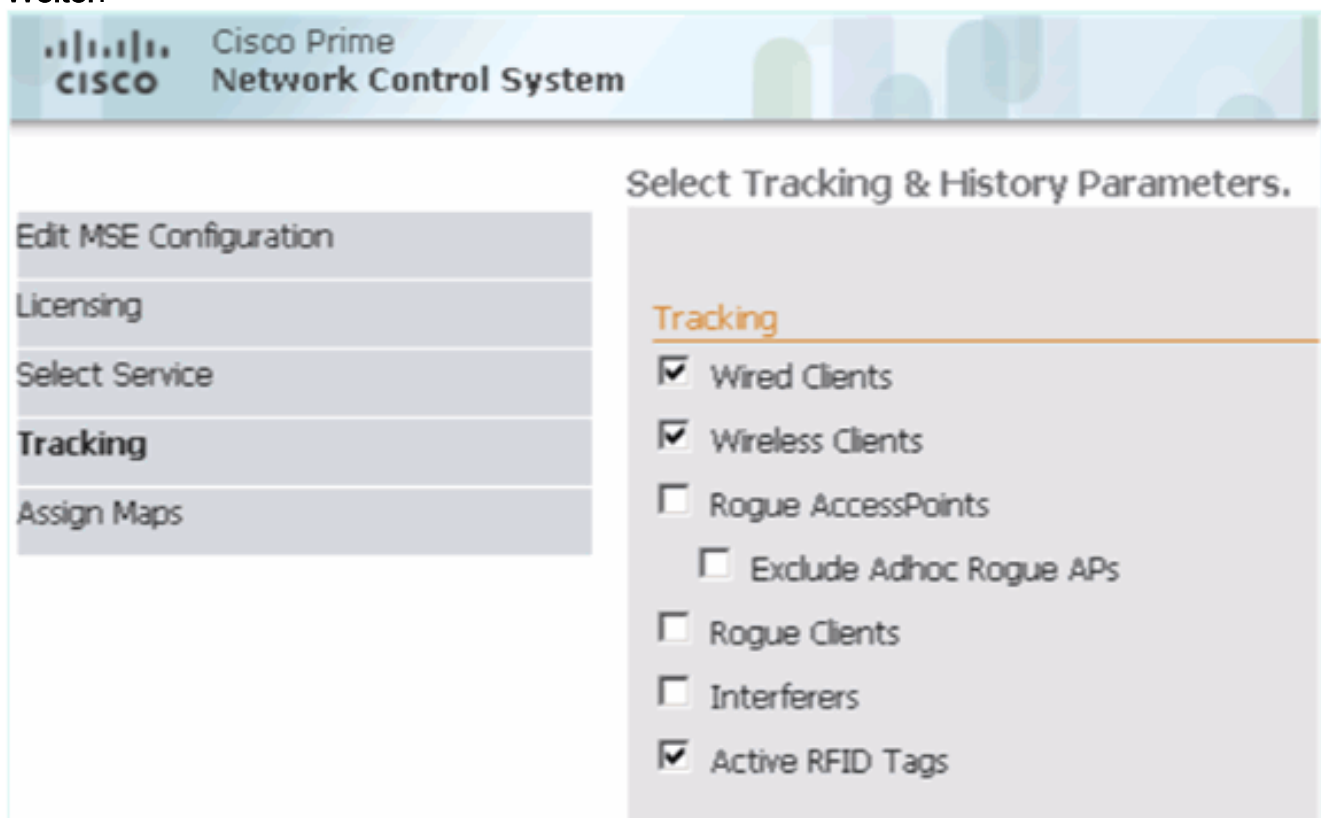 Cisco Prime
CISCO Network Control System
Select Tracking & History Parameters.
Edit MSE Configuration
Licensing
Select Service
Tracking
Assign Maps
Tracking
Wired Clients
Wireless Clients
Rogue AccessPoints
Exclude Adhoc Rogue APs
Rogue Clients
Interferers
Active RFID Tags